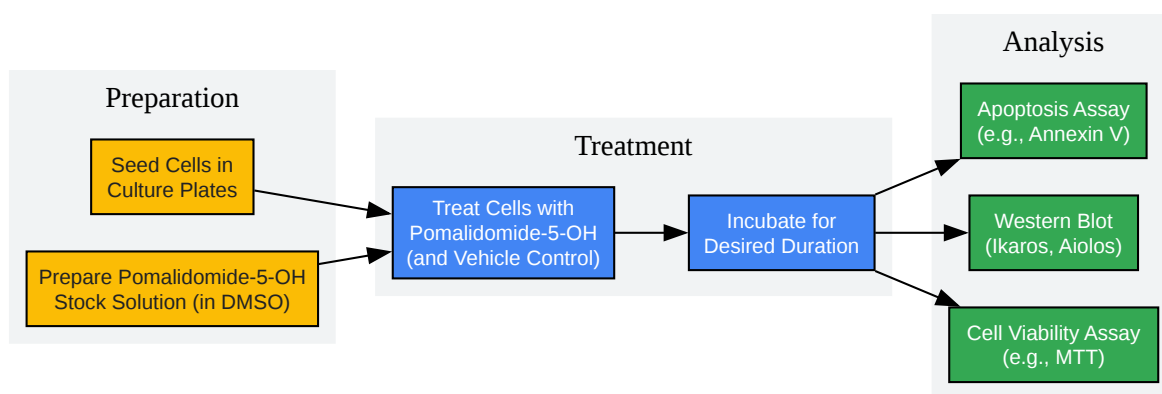 Preparation
Seed Cells in
Culture Plates
Prepare Pomalidomide-5-OH
Stock Solution (in DMSO)
Treatment
Treat Cells with
Pomalidomide-5-OH
(and Vehicle Control)
Incubate for
Desired Duration
Analysis
Apoptosis Assay
(e.g., Annexin V)
Western Blot
(Ikaros, Aiolos)
Cell Viability Assay
(e.g., MTT)